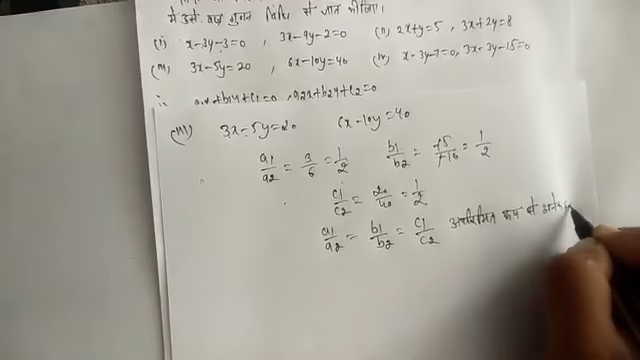 में उसे वज्र गुणन विधि से ज्ञात कीजिए।
(i) x-3y-3=0 , 3x-9y-2=0 (ii) 2x+y=5 , 3x+2y=8
(iii) 3x-5y=20 , 6x-10y=40 (iv) x-3y-7=0, 3x-3y-15=0
∴ a1x+b1y+c1=0 , a2x+b2y+c2=0
(iii) 3x-5y=20 6x-10y=40
a1/a2 = 3/6 = 1/2 b1/b2 = -5/-10 = 1/2
c1/c2 = 20/40 = 1/2
a1/a2 = b1/b2 = c1/c2 अपरिमित रूप से अनेक